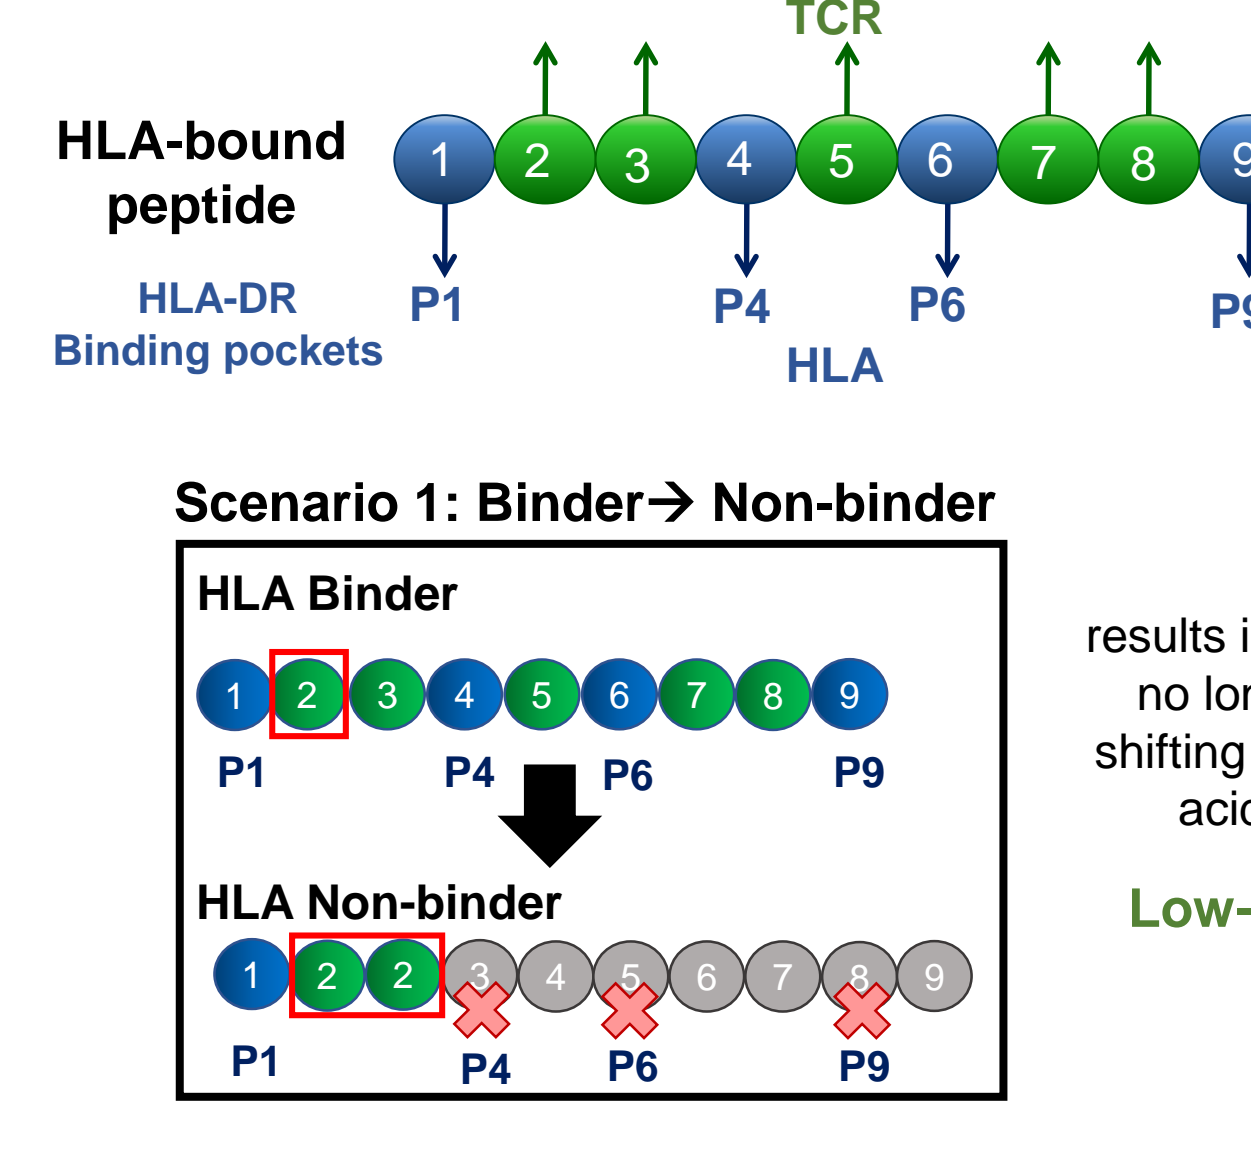 TCR
HLA-bound
peptide
1 2 3 4 5 6 7 8 9
HLA-DR
Binding pockets
P1 P4 P6 P9
HLA
Scenario 1: Binder→ Non-binder
HLA Binder
1 2 3 4 5 6 7 8 9
P1 P4 P6 P9
HLA Non-binder
1 2 2 3 4 5 6 7 8 9
P1 P4 P6 P9
results
no
shifting
Low-